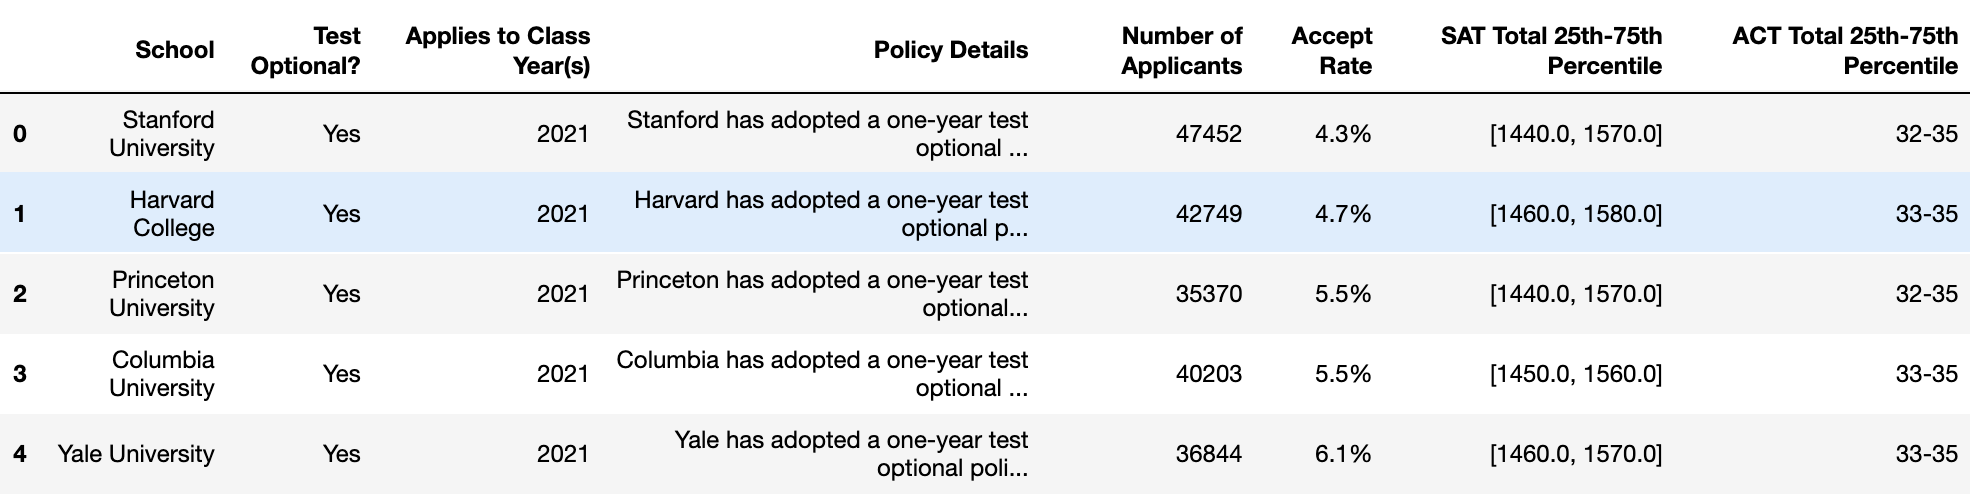 School Test Optional? Applies to Class Year(s) Policy Details Number of Applicants Accept Rate SAT Total 25th-75th Percentile ACT Total 25th-75th Percentile
0 Stanford University Yes 2021 Stanford has adopted a one-year test optional ... 47452 4.3% [1440.0, 1570.0] 32-35
1 Harvard College Yes 2021 Harvard has adopted a one-year test optional p... 42749 4.7% [1460.0, 1580.0] 33-35
2 Princeton University Yes 2021 Princeton has adopted a one-year test optional... 35370 5.5% [1440.0, 1570.0] 32-35
3 Columbia University Yes 2021 Columbia has adopted a one-year test optional ... 40203 5.5% [1450.0, 1560.0] 33-35
4 Yale University Yes 2021 Yale has adopted a one-year test optional poli... 36844 6.1% [1460.0, 1570.0] 33-35